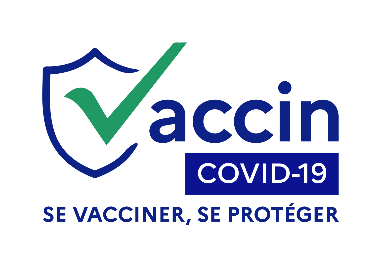 Vaccin
COVID-19
SE VACCINER, SE PROTÉGER